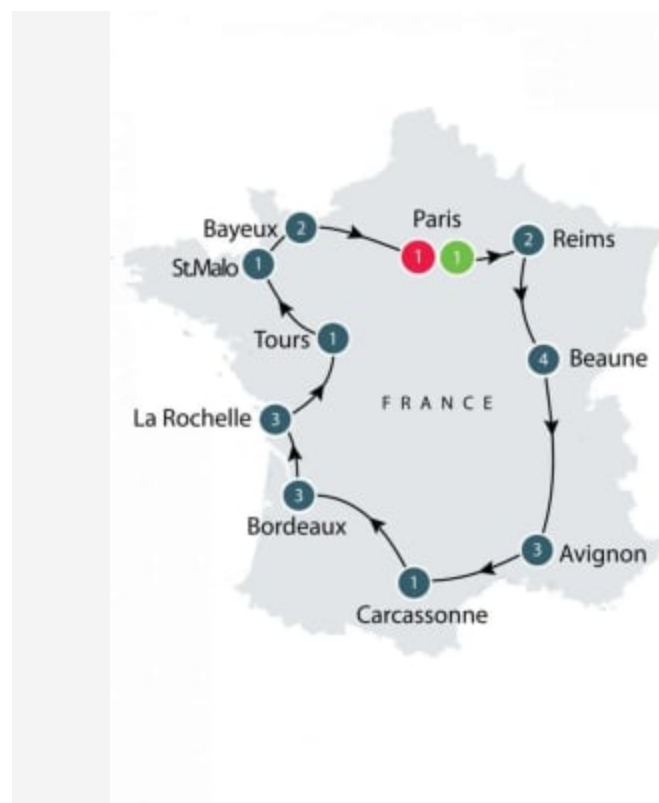 Paris
1
1
2
Reims
Bayeux
2
St.Malo
1
Tours
1
4
Beaune
FRANCE
La Rochelle
3
3
Bordeaux
3
Avignon
1
Carcassonne